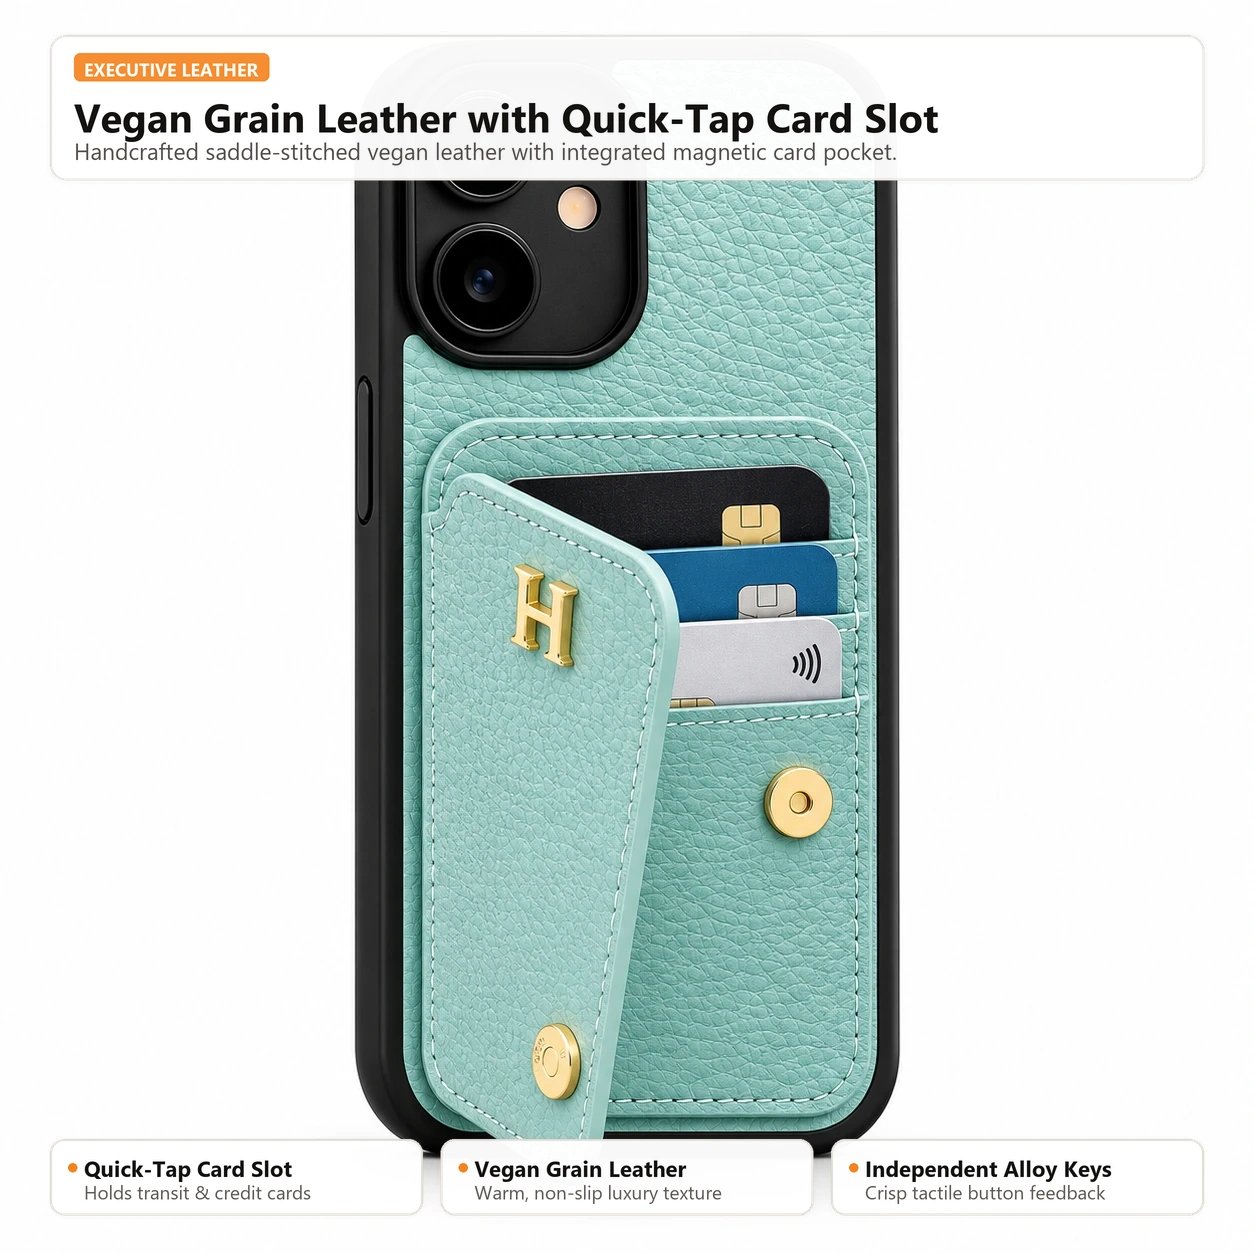 EXECUTIVE LEATHER
Vegan Grain Leather with Quick-Tap Card Slot
Handcrafted saddle-stitched vegan leather with integrated magnetic card pocket.
H
Quick-Tap Card Slot
Holds transit & credit cards
Vegan Grain Leather
Warm, non-slip luxury texture
Independent Alloy Keys
Crisp tactile button feedback